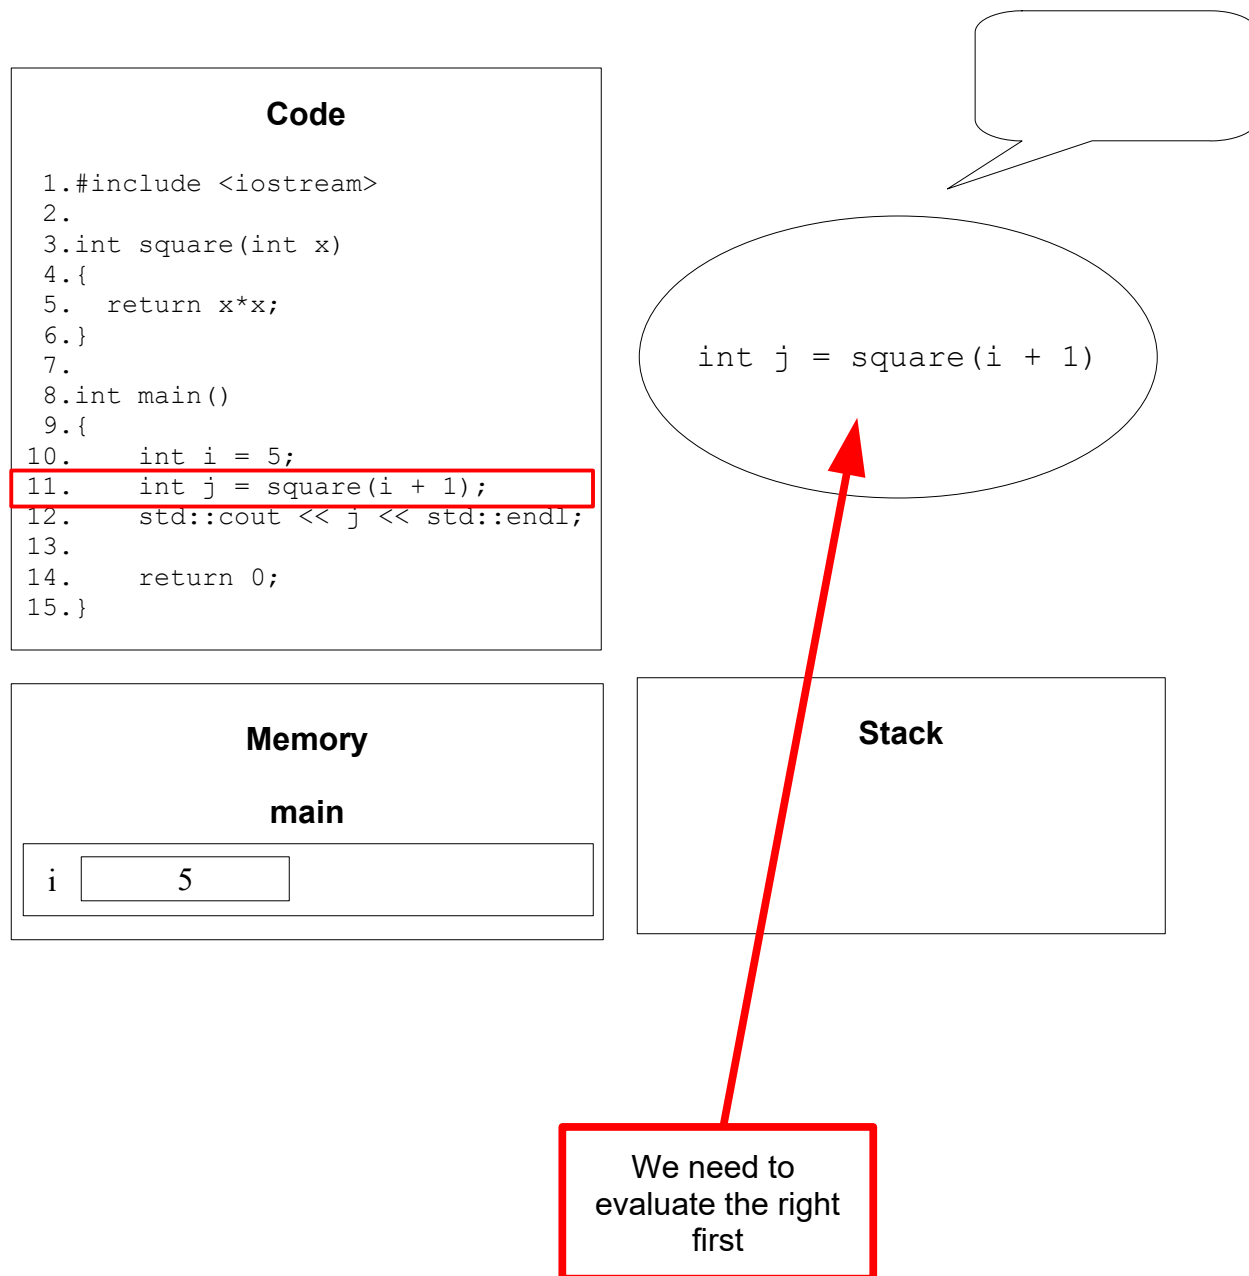 Code
1.#include <iostream>
2.
3.int square(int x)
4.{
5.  return x*x;
6.}
7.
8.int main()
9.{
10.    int i = 5;
11.    int j = square(i + 1);
12.    std::cout << j << std::endl;
13.
14.    return 0;
15.}
int j = square(i + 1)
Memory
main
i 5
Stack
We need to
evaluate the right
first